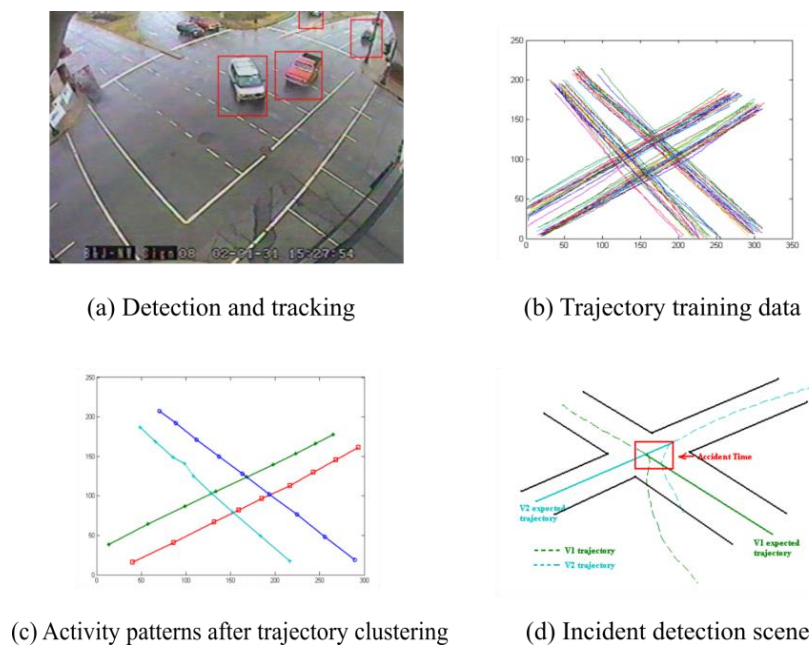 08 02-01-31 15:27:54
250
200
150
100
50
0
0 50 100 150 200 250 300 350
(a) Detection and tracking
(b) Trajectory training data
250
200
150
100
50
0
0 50 100 150 200 250 300
(c) Activity patterns after trajectory clustering
Accident Time
V2 expected
trajectory
V1 expected
trajectory
V1 trajectory
V2 trajectory
(d) Incident detection scene